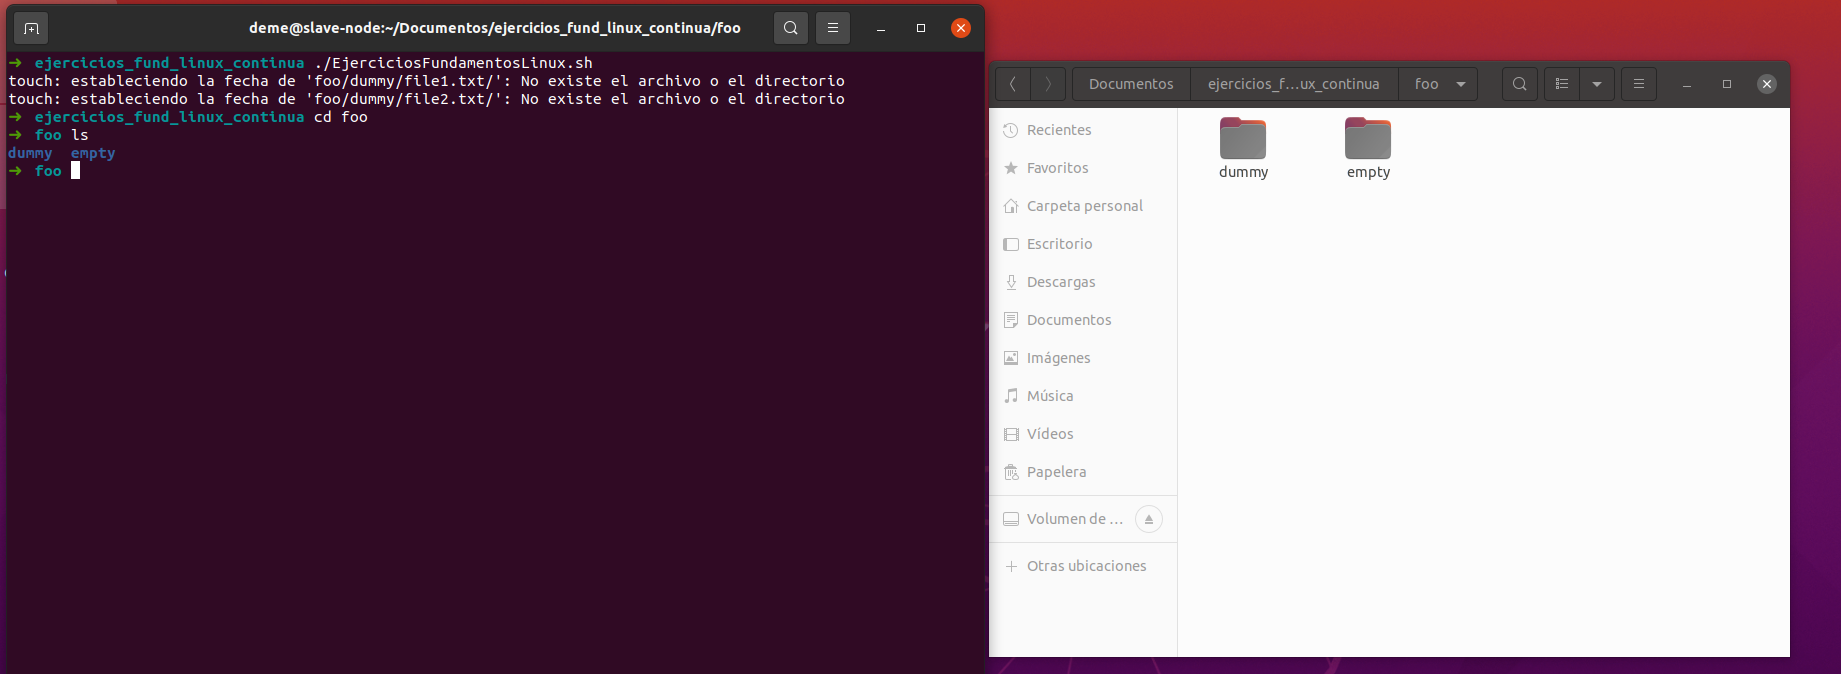 deme@slave-node:~/Documentos/ejercicios_fund_linux_continua/foo
➜ ejercicios_fund_linux_continua ./EjerciciosFundamentosLinux.sh
touch: estableciendo la fecha de 'foo/dummy/file1.txt/': No existe el archivo o el directorio
touch: estableciendo la fecha de 'foo/dummy/file2.txt/': No existe el archivo o el directorio
➜ ejercicios_fund_linux_continua cd foo
➜ foo ls
dummy empty
➜ foo
Documentos ejercicios_f…ux_continua foo
Recientes
Favoritos
Carpeta personal
Escritorio
Descargas
Documentos
Imágenes
Música
Vídeos
Papelera
Volumen de …
Otras ubicaciones
dummy empty